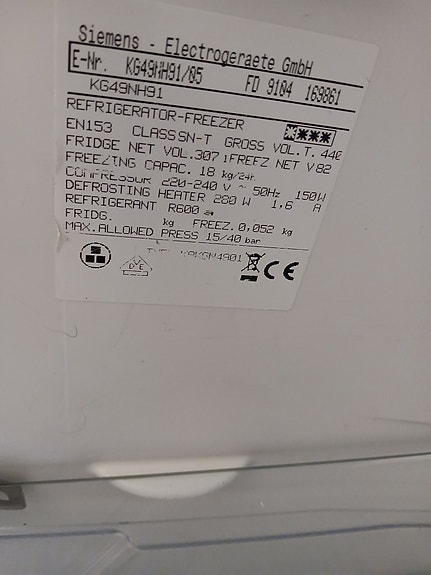 Siemens - Electrogeraete GmbH
E-Nr. KG49NH91/05 FD 9104 169861
KG49NH91
REFRIGERATOR-FREEZER
EN153 CLASS SN-T GROSS VOL.T. 440
FRIDGE NET VOL.307 l FREFZ NET V 82
FREEZING CAPAC. 18 kg/24h
COMPRESSOR 220-240 V ~ 50Hz 150W
DEFROSTING HEATER 280 W 1,6 A
REFRIGERANT R600
FRIDG. kg FREEZ. 0,052 kg
MAX.ALLOWED PRESS 15/40 bar
VDE CE